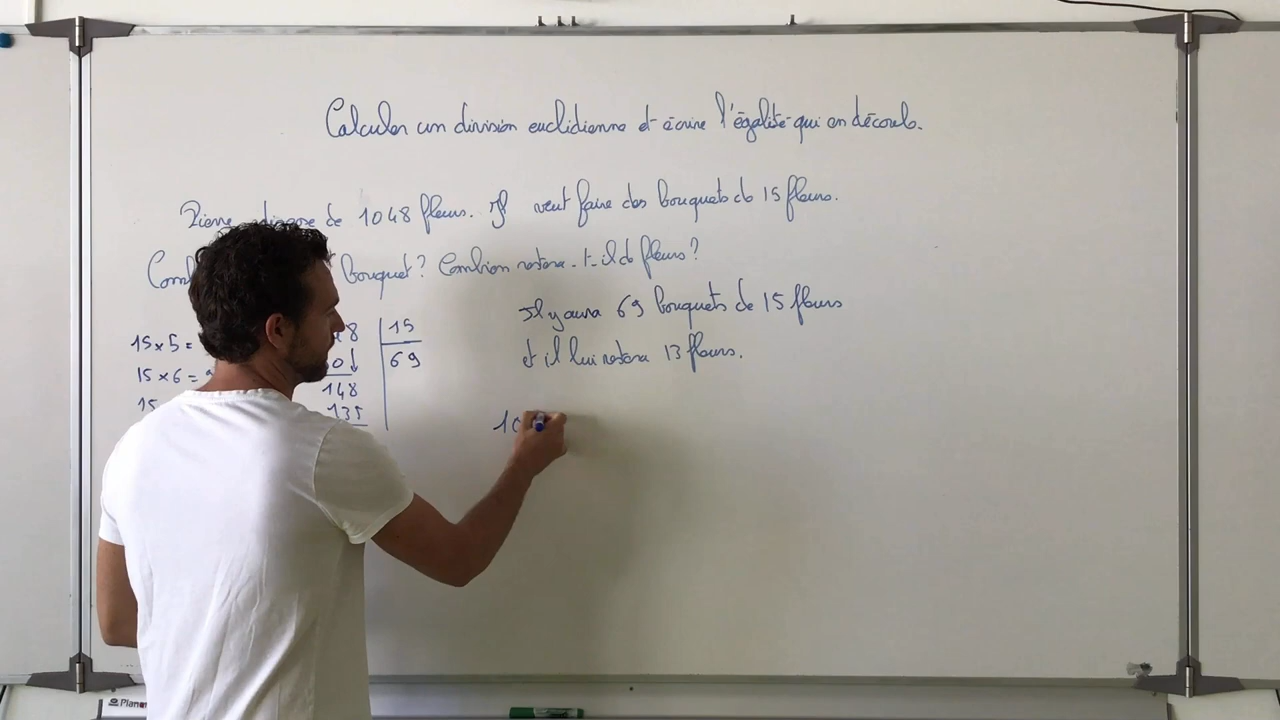 Calculer un division euclidienne et écrire l'égalité qui en découle.
Pierre dispose de 1048 fleurs. Il veut faire des bouquets de 15 fleurs.
bouquet? Combien restera-t-il de fleurs?
Il y aura 69 bouquets de 15 fleurs
et il lui restera 13 fleurs.
15 × 5 =
15 × 6 =
15
8 15
0↓ 69
148
135
10